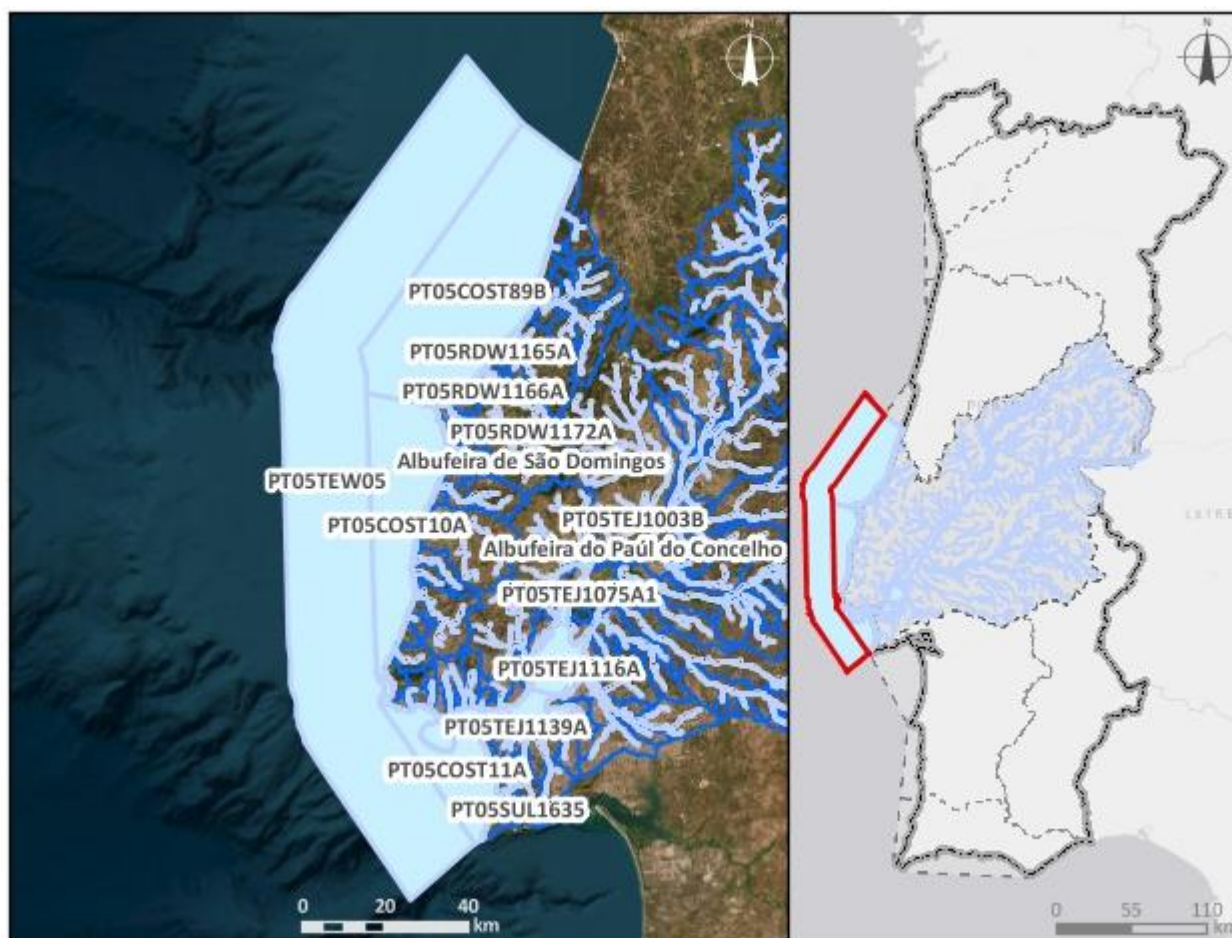 N
N
PT05COST89B
PT05RDW1165A
PT05RDW1166A
PT05RDW1172A
Albufeira de São Domingos
PT05TEW05
PT05COST10A
PT05TEJ1003B
Albufeira do Paúl do Concelho
PT05TEJ1075A1
PT05TEJ1116A
PT05TEJ1139A
PT05COST11A
PT05SUL1635
0 20 40
km
0 55 110
km